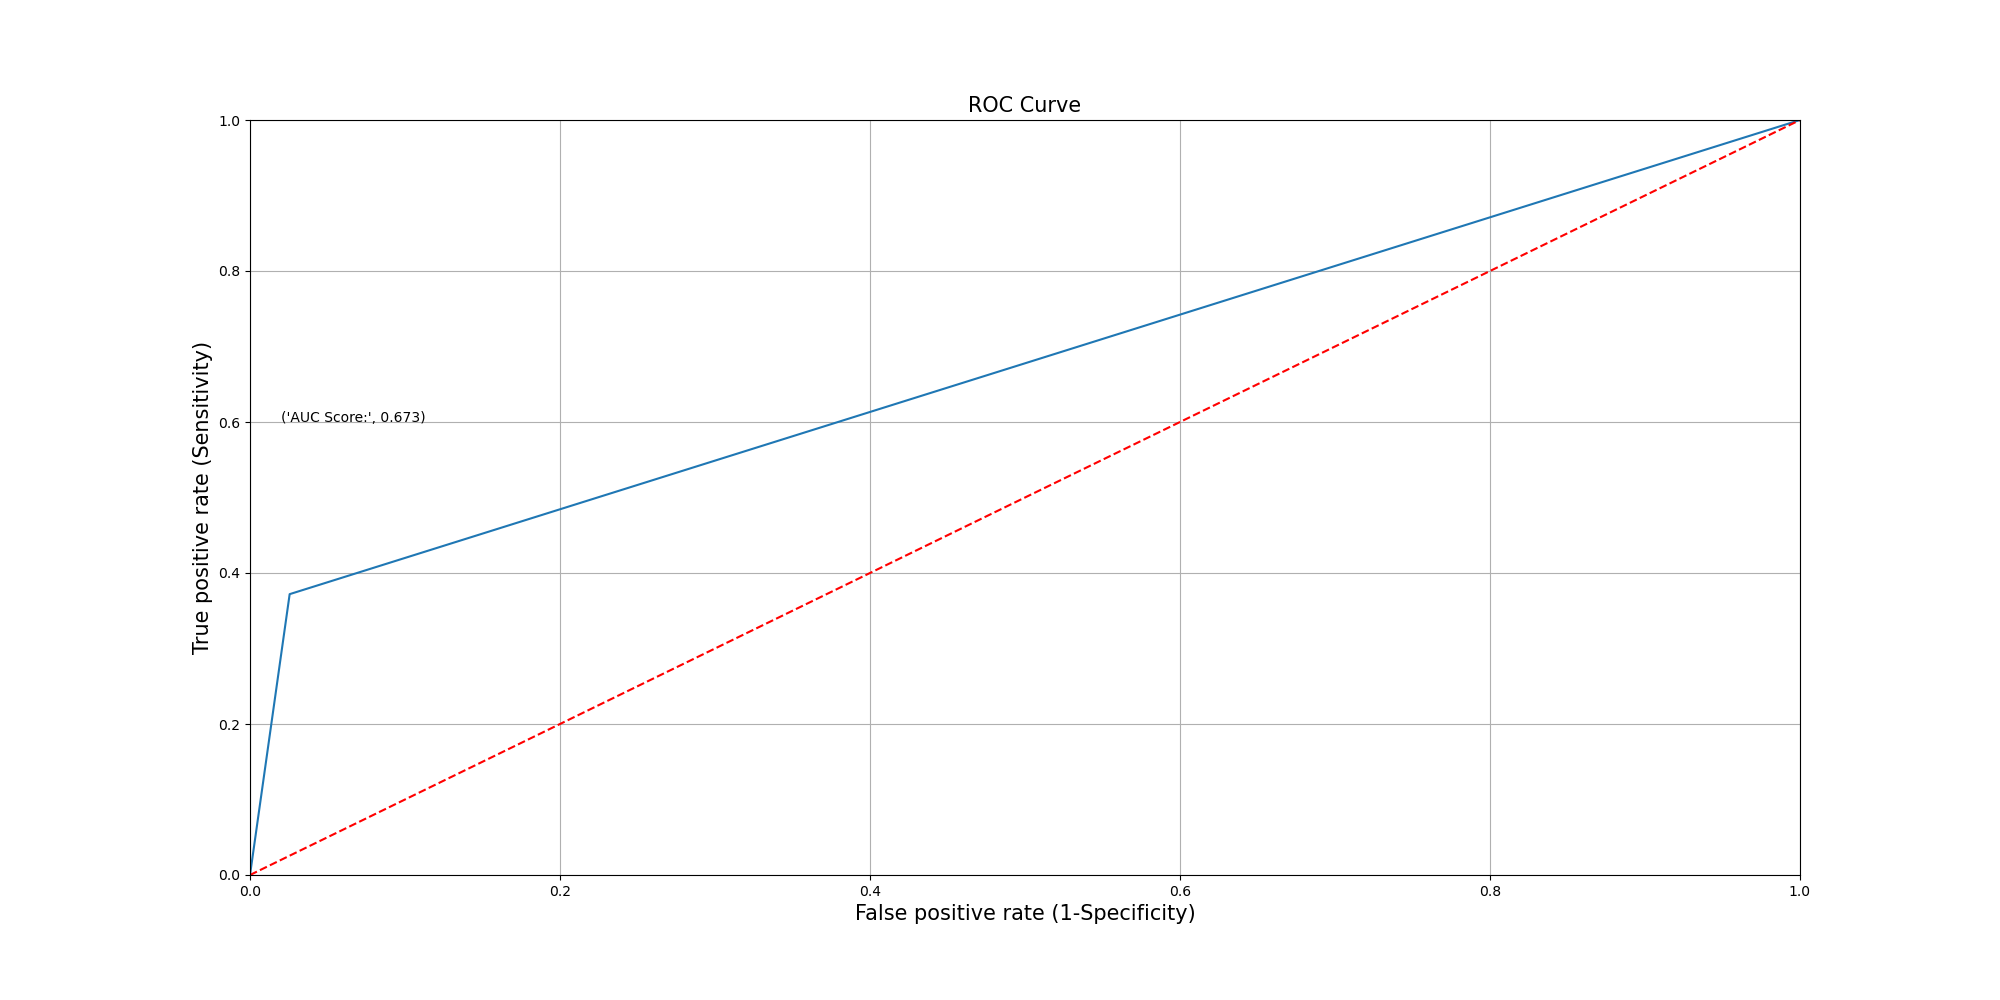 ROC Curve
1.0
0.8
0.6
0.4
0.2
0.0
True positive rate (Sensitivity)
('AUC Score:', 0.673)
0.0 0.2 0.4 0.6 0.8 1.0
False positive rate (1-Specificity)